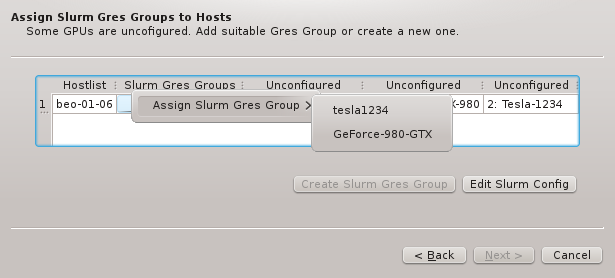 Assign Slurm Gres Groups to Hosts
Some GPUs are unconfigured. Add suitable Gres Group or create a new one.
Hostlist Slurm Gres Groups Unconfigured Unconfigured Unconfigured
1 beo-01-06 X-980 2: Tesla-1234
Assign Slurm Gres Group >
tesla1234
GeForce-980-GTX
Create Slurm Gres Group Edit Slurm Config
< Back Next > Cancel